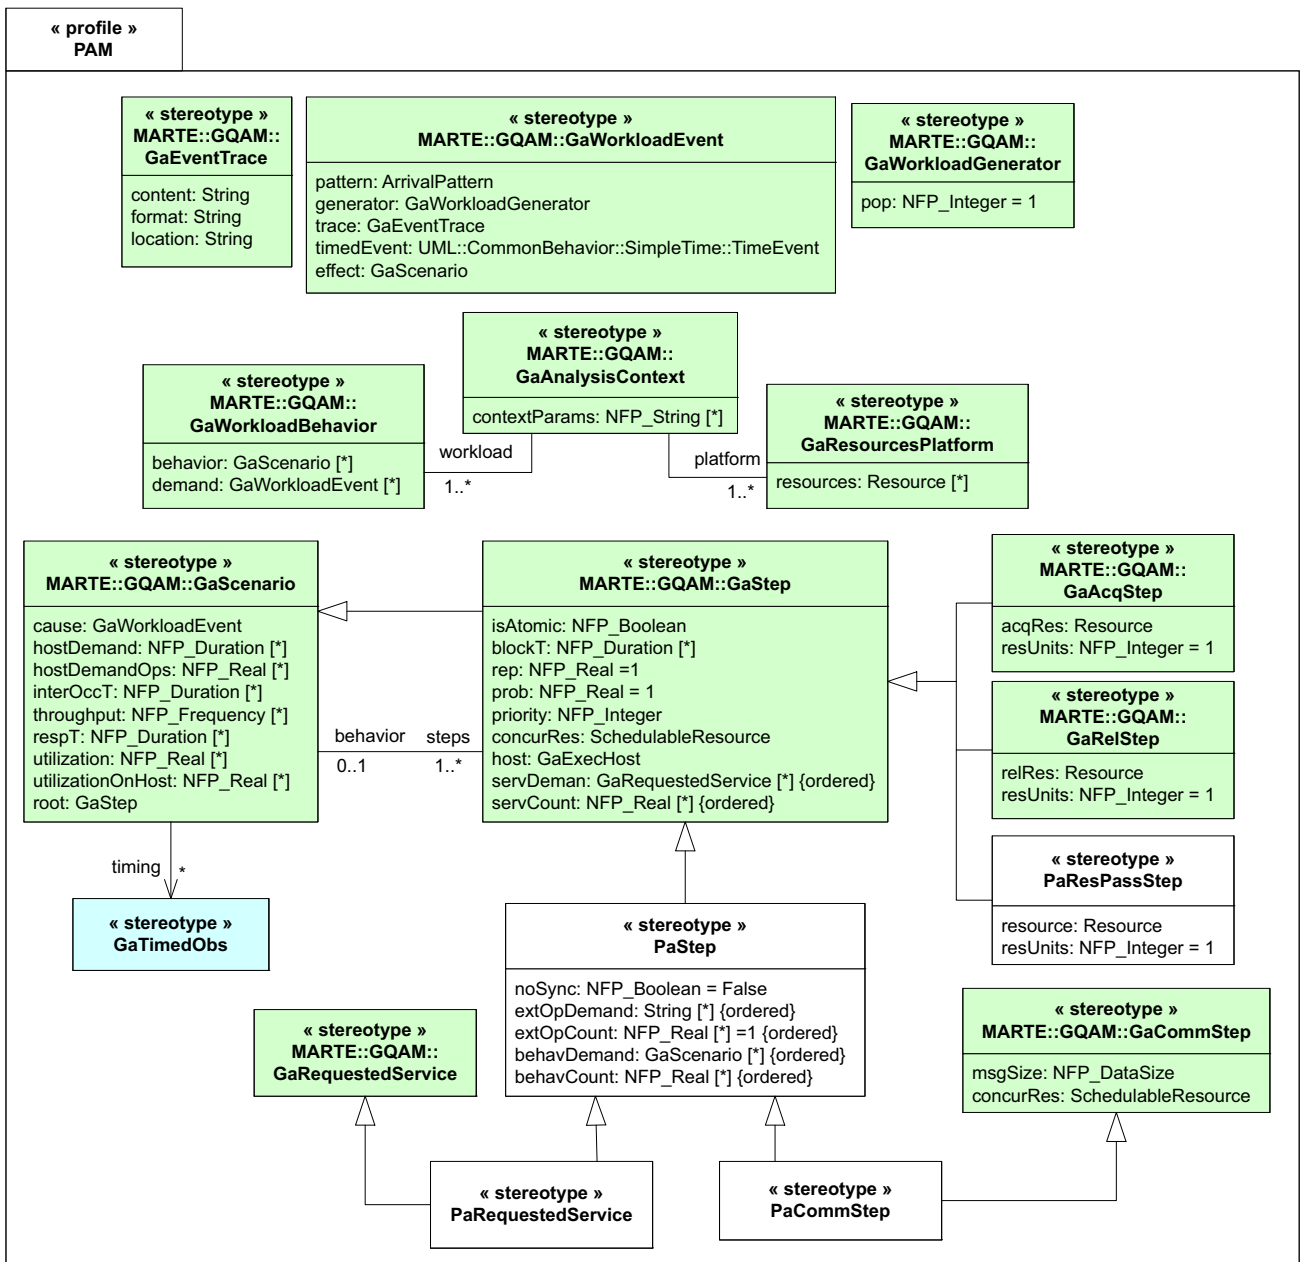 « profile »
PAM
« stereotype »
MARTE::GQAM::
GaEventTrace
content: String
format: String
location: String
« stereotype »
MARTE::GQAM::GaWorkloadEvent
pattern: ArrivalPattern
generator: GaWorkloadGenerator
trace: GaEventTrace
timedEvent: UML::CommonBehavior::SimpleTime::TimeEvent
effect: GaScenario
« stereotype »
MARTE::GQAM::
GaWorkloadGenerator
pop: NFP_Integer = 1
« stereotype »
MARTE::GQAM::
GaAnalysisContext
contextParams: NFP_String [*]
« stereotype »
MARTE::GQAM::
GaWorkloadBehavior
behavior: GaScenario [*]
demand: GaWorkloadEvent [*]
workload
1..*
platform
1..*
« stereotype »
MARTE::GQAM::
GaResourcesPlatform
resources: Resource [*]
« stereotype »
MARTE::GQAM::GaScenario
cause: GaWorkloadEvent
hostDemand: NFP_Duration [*]
hostDemandOps: NFP_Real [*]
interOccT: NFP_Duration [*]
throughput: NFP_Frequency [*]
respT: NFP_Duration [*]
utilization: NFP_Real [*]
utilizationOnHost: NFP_Real [*]
root: GaStep
behavior
0..1
steps
1..*
« stereotype »
MARTE::GQAM::GaStep
isAtomic: NFP_Boolean
blockT: NFP_Duration [*]
rep: NFP_Real =1
prob: NFP_Real = 1
priority: NFP_Integer
concurRes: SchedulableResource
host: GaExecHost
servDeman: GaRequestedService [*] {ordered}
servCount: NFP_Real [*] {ordered}
« stereotype »
MARTE::GQAM::
GaAcqStep
acqRes: Resource
resUnits: NFP_Integer = 1
« stereotype »
MARTE::GQAM::
GaRelStep
relRes: Resource
resUnits: NFP_Integer = 1
« stereotype »
PaResPassStep
resource: Resource
resUnits: NFP_Integer = 1
timing
*
« stereotype »
GaTimedObs
« stereotype »
PaStep
noSync: NFP_Boolean = False
extOpDemand: String [*] {ordered}
extOpCount: NFP_Real [*] =1 {ordered}
behavDemand: GaScenario [*] {ordered}
behavCount: NFP_Real [*] {ordered}
« stereotype »
MARTE::GQAM::
GaRequestedService
« stereotype »
MARTE::GQAM::GaCommStep
msgSize: NFP_DataSize
concurRes: SchedulableResource
« stereotype »
PaRequestedService
« stereotype »
PaCommStep